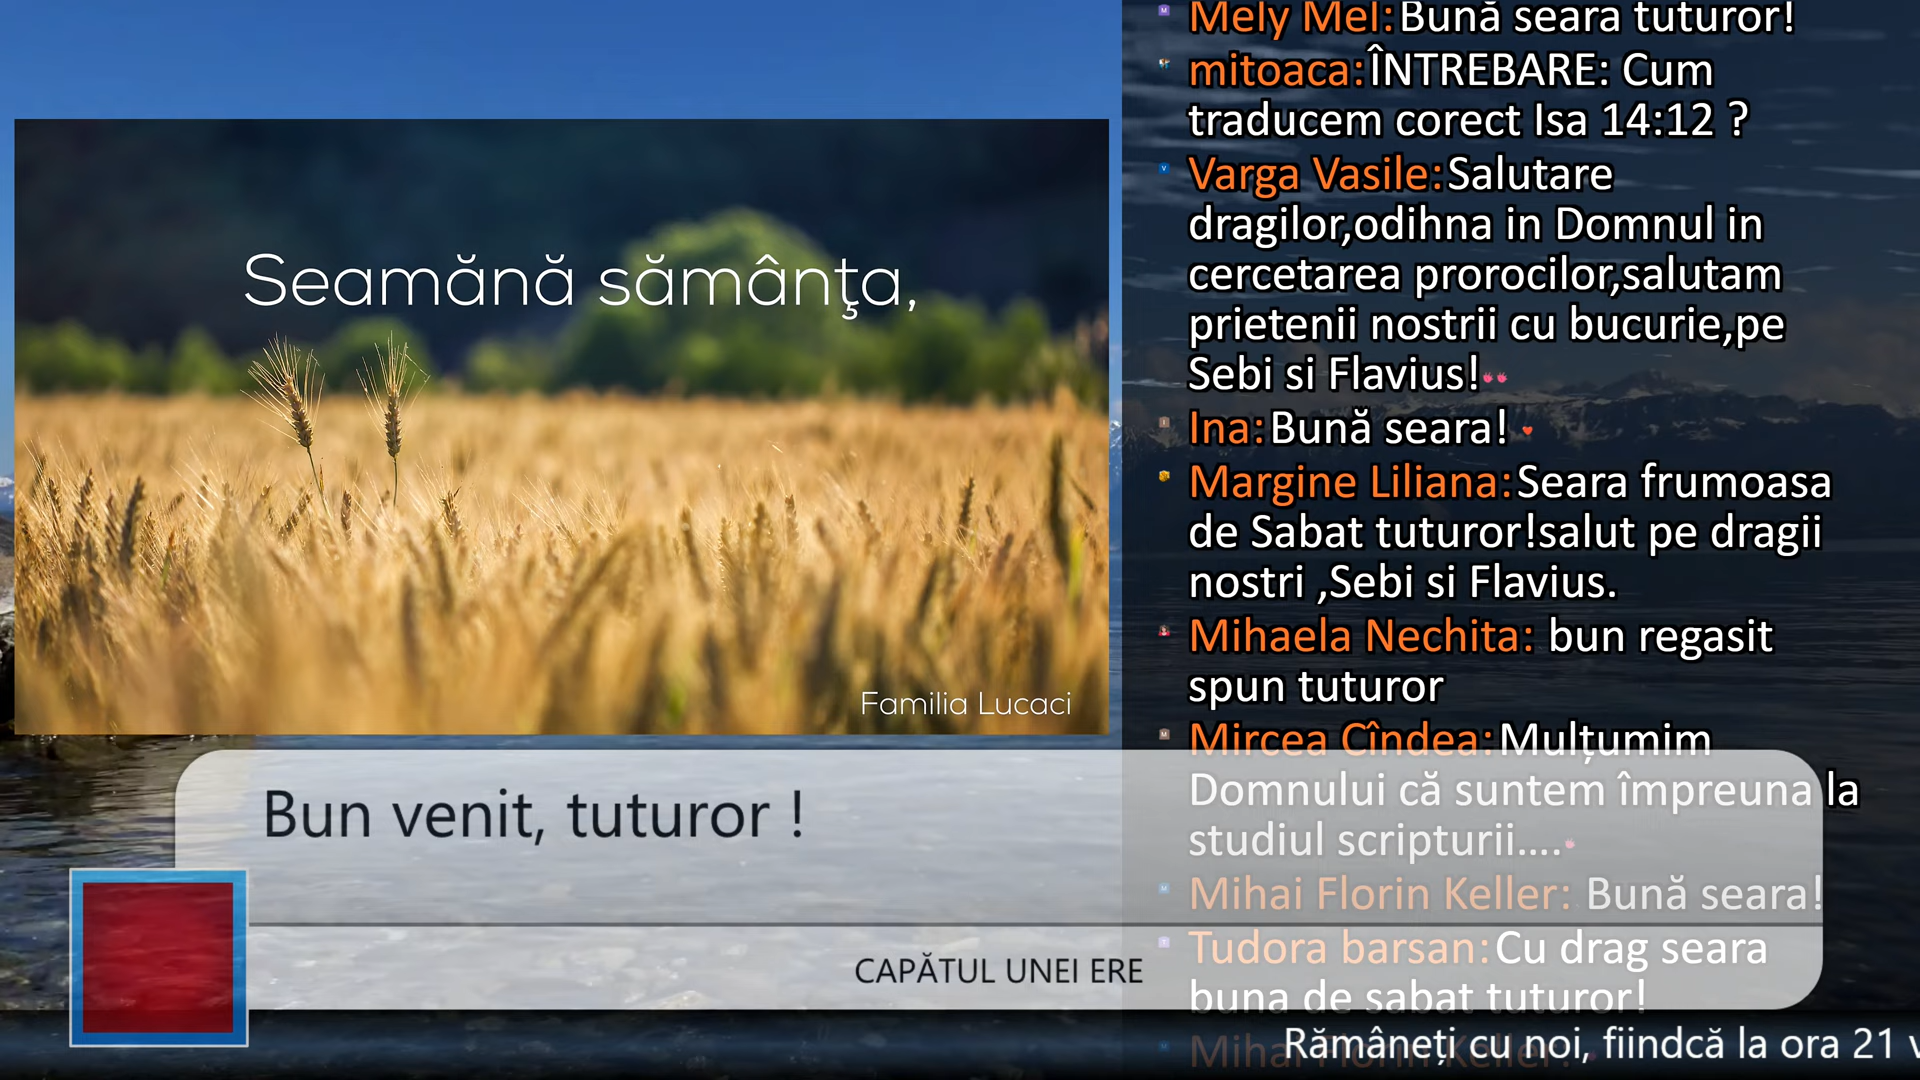 Seamănă sămânţa,
Familia Lucaci
Mely Mel: Bună seara tuturor!
mitoaca: ÎNTREBARE: Cum
traducem corect Isa 14:12 ?
Varga Vasile: Salutare
dragilor,odihna in Domnul in
cercetarea prorocilor,salutam
prietenii nostrii cu bucurie,pe
Sebi si Flavius!
Ina: Bună seara!
Margine Liliana: Seara frumoasa
de Sabat tuturor!salut pe dragii
nostri ,Sebi si Flavius.
Mihaela Nechita: bun regasit
spun tuturor
Mircea Cîndea: Mulțumim
Domnului că suntem împreuna la
studiul scripturii....
Mihai Florin Keller: Bună seara!
Tudora barsan: Cu drag seara
buna de sabat tuturor!
Bun venit, tuturor !
CAPĂTUL UNEI ERE
Rămâneți cu noi, fiindcă la ora 21